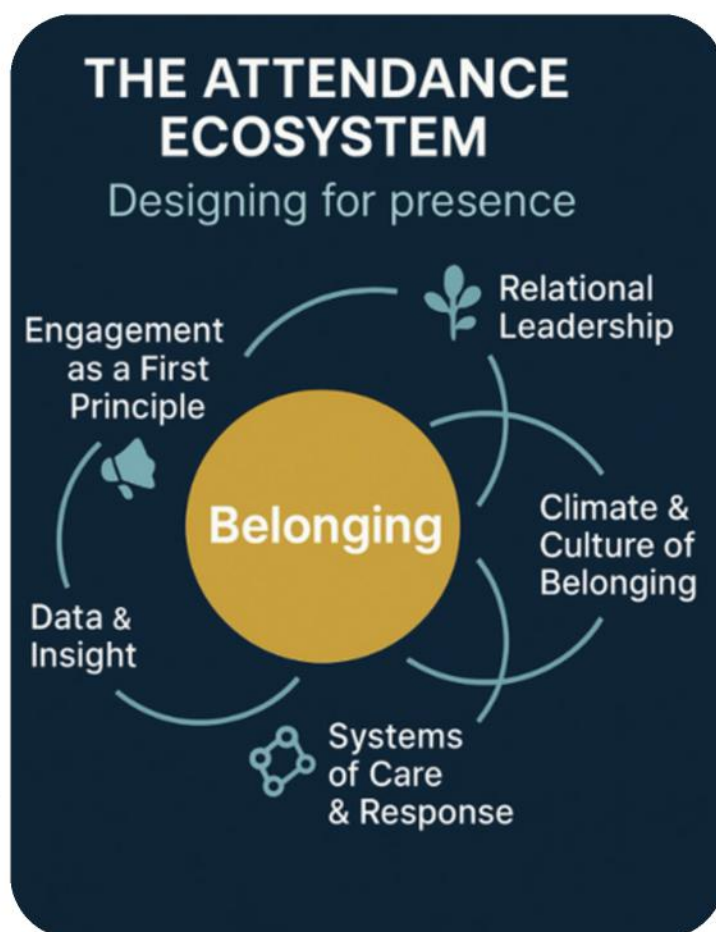 THE ATTENDANCE
ECOSYSTEM
Designing for presence
Relational
Leadership
Engagement
as a First
Principle
Belonging
Climate &
Culture of
Belonging
Data &
Insight
Systems
of Care
& Response